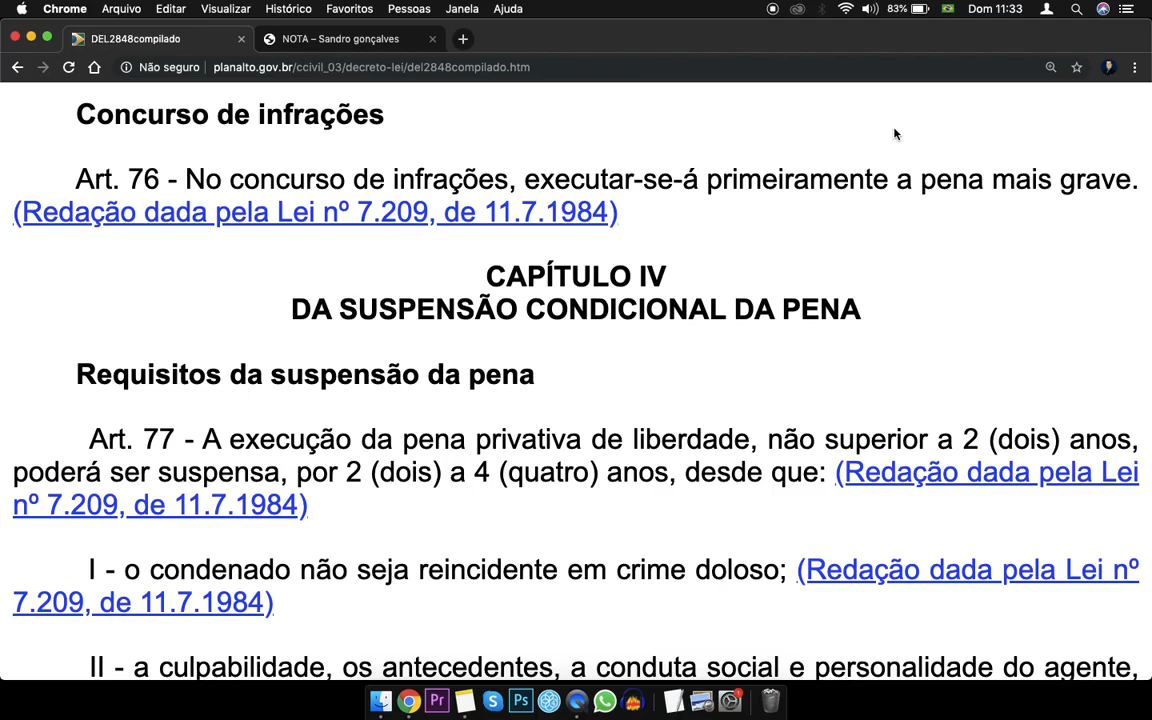 Chrome Arquivo Editar Visualizar Histórico Favoritos Pessoas Janela Ajuda 83% Dom 11:33
DEL2848compilado NOTA – Sandro gonçalves
Não seguro planalto.gov.br/ccivil_03/decreto-lei/del2848compilado.htm
Concurso de infrações
Art. 76 - No concurso de infrações, executar-se-á primeiramente a pena mais grave.
(Redação dada pela Lei nº 7.209, de 11.7.1984)
CAPÍTULO IV
DA SUSPENSÃO CONDICIONAL DA PENA
Requisitos da suspensão da pena
Art. 77 - A execução da pena privativa de liberdade, não superior a 2 (dois) anos,
poderá ser suspensa, por 2 (dois) a 4 (quatro) anos, desde que: (Redação dada pela Lei
nº 7.209, de 11.7.1984)
I - o condenado não seja reincidente em crime doloso; (Redação dada pela Lei nº
7.209, de 11.7.1984)
II - a culpabilidade, os antecedentes, a conduta social e personalidade do agente,
Pr Ps